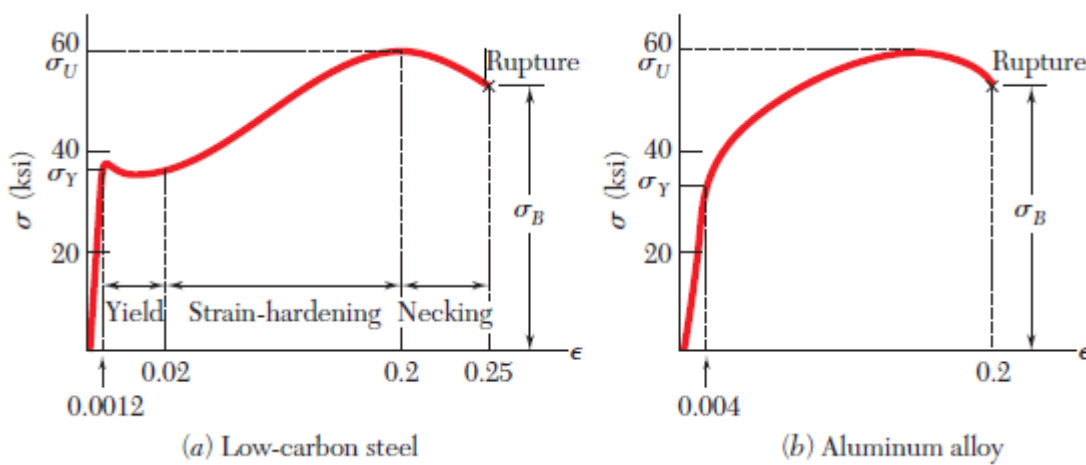 60
σU
Rupture
40
σY
σ (ksi)
σB
20
Yield Strain-hardening Necking
ϵ
0.02 0.2 0.25
0.0012
(a) Low-carbon steel
60
σU
Rupture
40
σY
σ (ksi)
σB
20
ϵ
0.2
0.004
(b) Aluminum alloy